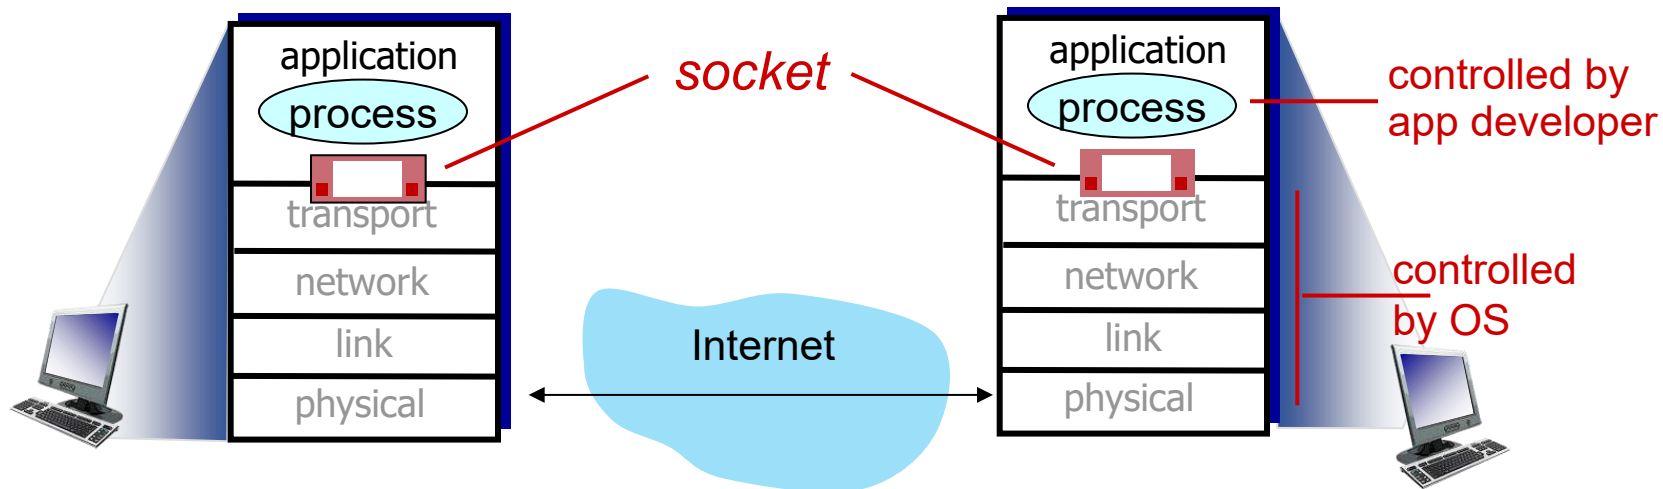 application
process
transport
network
link
physical
socket
Internet
application
process
transport
network
link
physical
controlled by
app developer
controlled
by OS